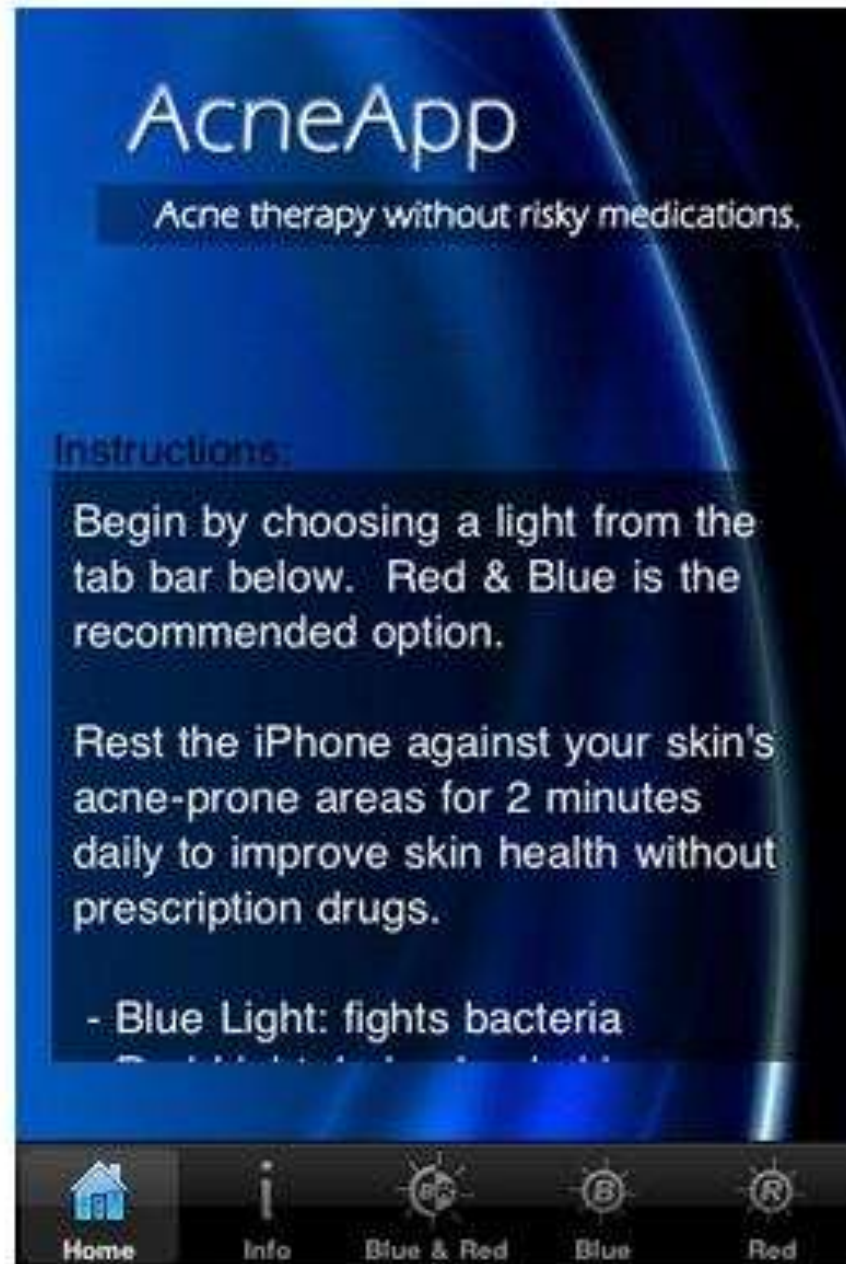 AcneApp
Acne therapy without risky medications.
Instructions:
Begin by choosing a light from the
tab bar below. Red & Blue is the
recommended option.
Rest the iPhone against your skin's
acne-prone areas for 2 minutes
daily to improve skin health without
prescription drugs.
- Blue Light: fights bacteria
Home
Info
Blue & Red
Blue
Red